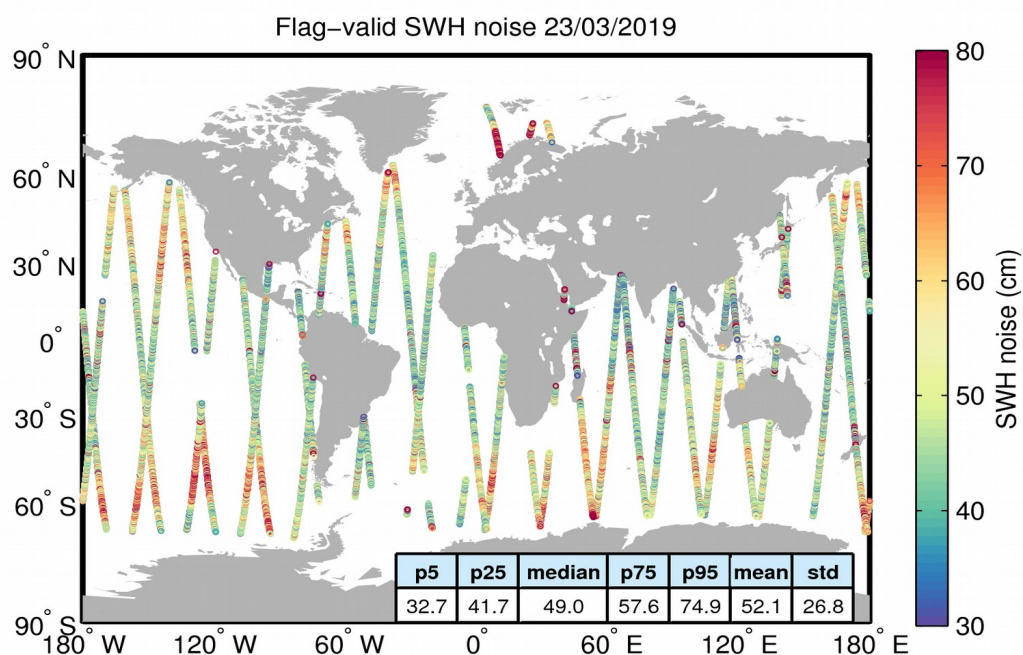 Flag−valid SWH noise 23/03/2019
90° N
60° N
30° N
0°
30° S
60° S
90° S
180° W
120° W
60° W
0°
60° E
120° E
180° E
p5 p25 median p75 p95 mean std
32.7 41.7 49.0 57.6 74.9 52.1 26.8
80
70
60
50
40
30
SWH noise (cm)